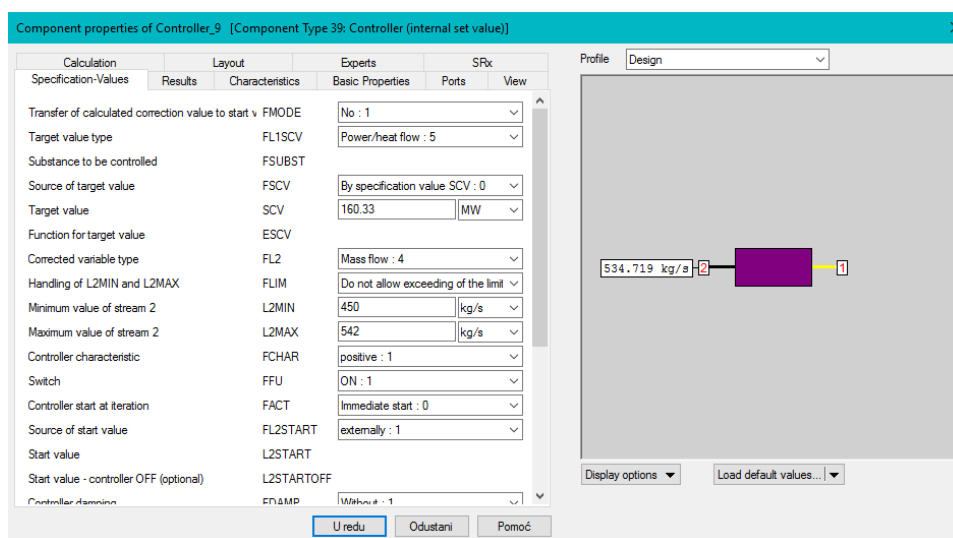 Component properties of Controller_9 [Component Type 39: Controller (internal set value)]
Calculation Layout Experts SRx
Specification-Values Results Characteristics Basic Properties Ports View
Transfer of calculated correction value to start v FMODE No : 1
Target value type FL1SCV Power/heat flow : 5
Substance to be controlled FSUBST
Source of target value FSCV By specification value SCV : 0
Target value SCV 160.33 MW
Function for target value ESCV
Corrected variable type FL2 Mass flow : 4
Handling of L2MIN and L2MAX FLIM Do not allow exceeding of the limit
Minimum value of stream 2 L2MIN 450 kg/s
Maximum value of stream 2 L2MAX 542 kg/s
Controller characteristic FCHAR positive : 1
Switch FFU ON : 1
Controller start at iteration FACT Immediate start : 0
Source of start value FL2START externally : 1
Start value L2START
Start value - controller OFF (optional) L2STARTOFF
Controller damping FDAMP Without : 1
U redu Odustani Pomoć
Profile Design
534.719 kg/s 2 1
Display options Load default values...